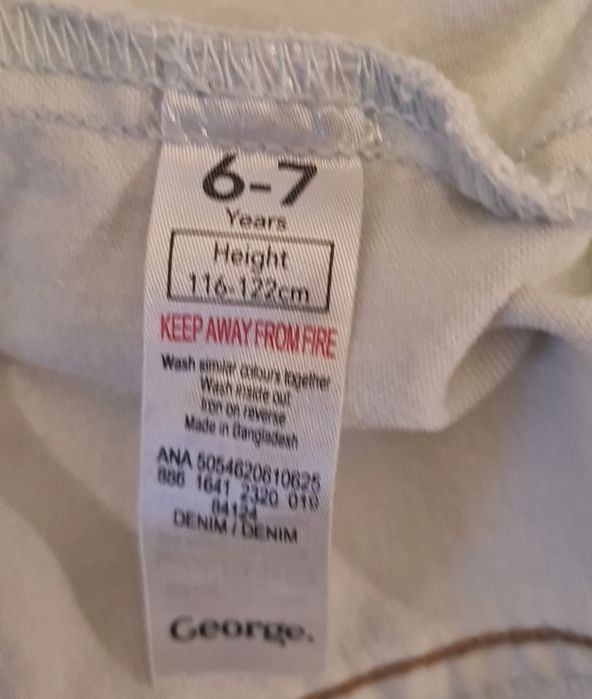 6-7
Years
Height
116-122cm
KEEP AWAY FROM FIRE
Wash similar colours together
Wash inside out
Iron on reverse
Made in Bangladesh
ANA 5054620610625
886 1641 2320 019
84124
DENIM / DENIM
George.